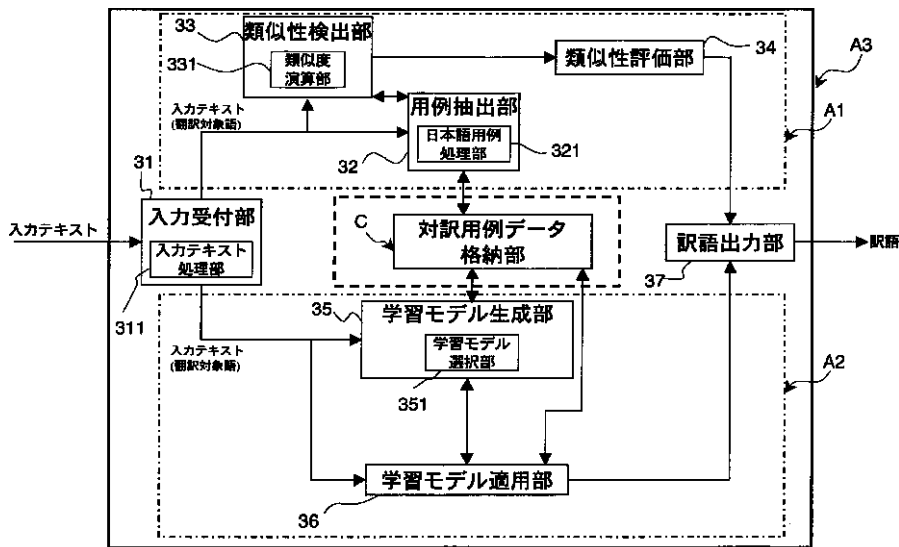 33
類似性検出部
331
類似度
演算部
類似性評価部
34
A3
入力テキスト
(翻訳対象語)
用例抽出部
日本語用例
処理部
32
321
A1
31
入力受付部
入力テキスト
入力テキスト
処理部
311
C
対訳用例データ
格納部
訳語出力部
37
訳語
35
学習モデル生成部
学習モデル
選択部
351
入力テキスト
(翻訳対象語)
A2
学習モデル適用部
36